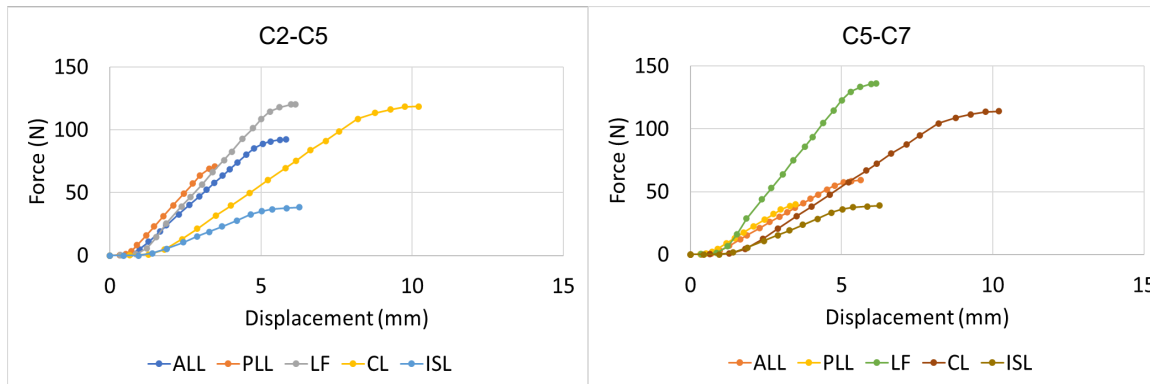 C2-C5
150
100
50
0
Force (N)
0 5 10 15
Displacement (mm)
ALL PLL LF CL ISL
C5-C7
150
100
50
0
Force (N)
0 5 10 15
Displacement (mm)
ALL PLL LF CL ISL